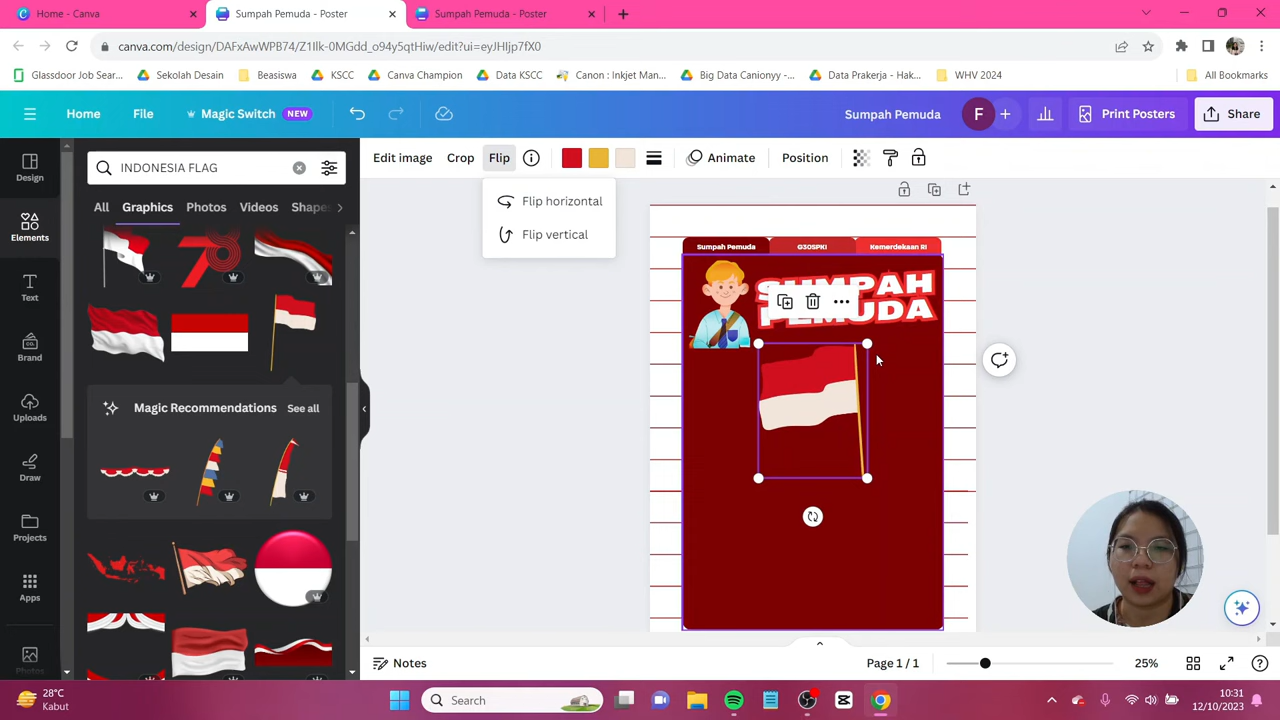 Home - Canva
Sumpah Pemuda - Poster
Sumpah Pemuda - Poster
canva.com/design/DAFxAwWPB74/Z1Ilk-0MGdd_o94y5qtHiw/edit?ui=eyJHIjp7fX0
Glassdoor Job Sear...
Sekolah Desain
Beasiswa
KSCC
Canva Champion
Data KSCC
Canon : Inkjet Man...
Big Data Canionyy -...
Data Prakerja - Hak...
WHV 2024
All Bookmarks
Home
File
Magic Switch
NEW
Sumpah Pemuda
F
Print Posters
Share
Design
Elements
Text
Brand
Uploads
Draw
Projects
Apps
Photos
INDONESIA FLAG
All
Graphics
Photos
Videos
Shapes
Magic Recommendations
See all
Edit image
Crop
Flip
Animate
Position
Flip horizontal
Flip vertical
Sumpah Pemuda
G30SPKI
Kemerdekaan RI
SUMPAH
PEMUDA
Notes
Page 1 / 1
25%
28°C
Kabut
Search
10:31
12/10/2023